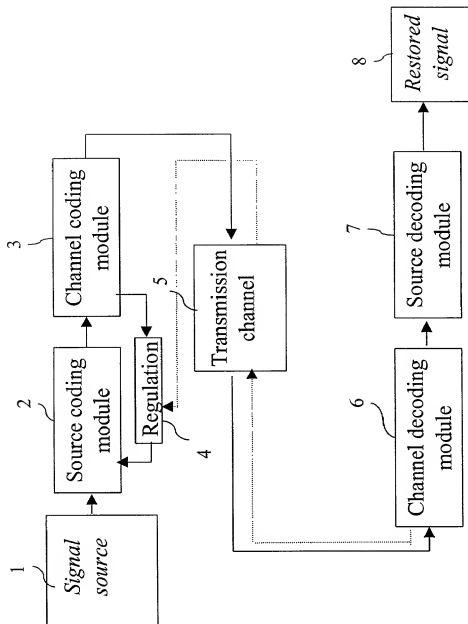 1
Signal
source
2
Source coding
module
3
Channel coding
module
Regulation
4
5
Transmission
channel
6
Channel decoding
module
7
Source decoding
module
8
Restored
signal